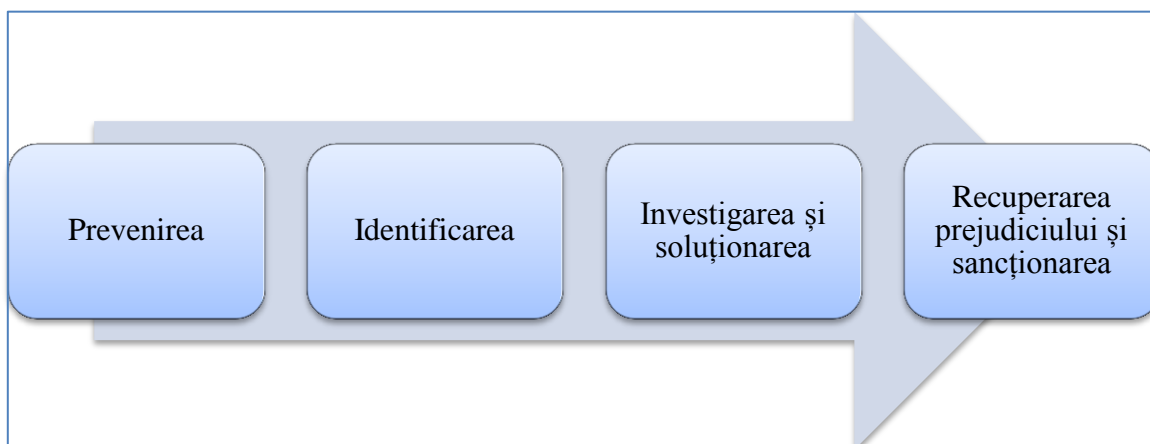 Prevenirea
Identificarea
Investigarea și
soluționarea
Recuperarea
prejudiciului și
sancționarea